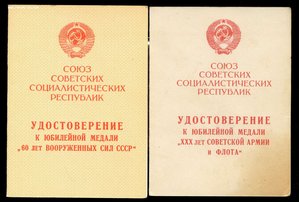 СОЮЗ
СОВЕТСКИХ
СОЦИАЛИСТИЧЕСКИХ
РЕСПУБЛИК
УДОСТОВЕРЕНИЕ
К ЮБИЛЕЙНОЙ МЕДАЛИ
„60 ЛЕТ ВООРУЖЕННЫХ СИЛ СССР“
СОЮЗ
СОВЕТСКИХ
СОЦИАЛИСТИЧЕСКИХ
РЕСПУБЛИК
УДОСТОВЕРЕНИЕ
К ЮБИЛЕЙНОЙ МЕДАЛИ
„XXX ЛЕТ СОВЕТСКОЙ АРМИИ
И ФЛОТА“